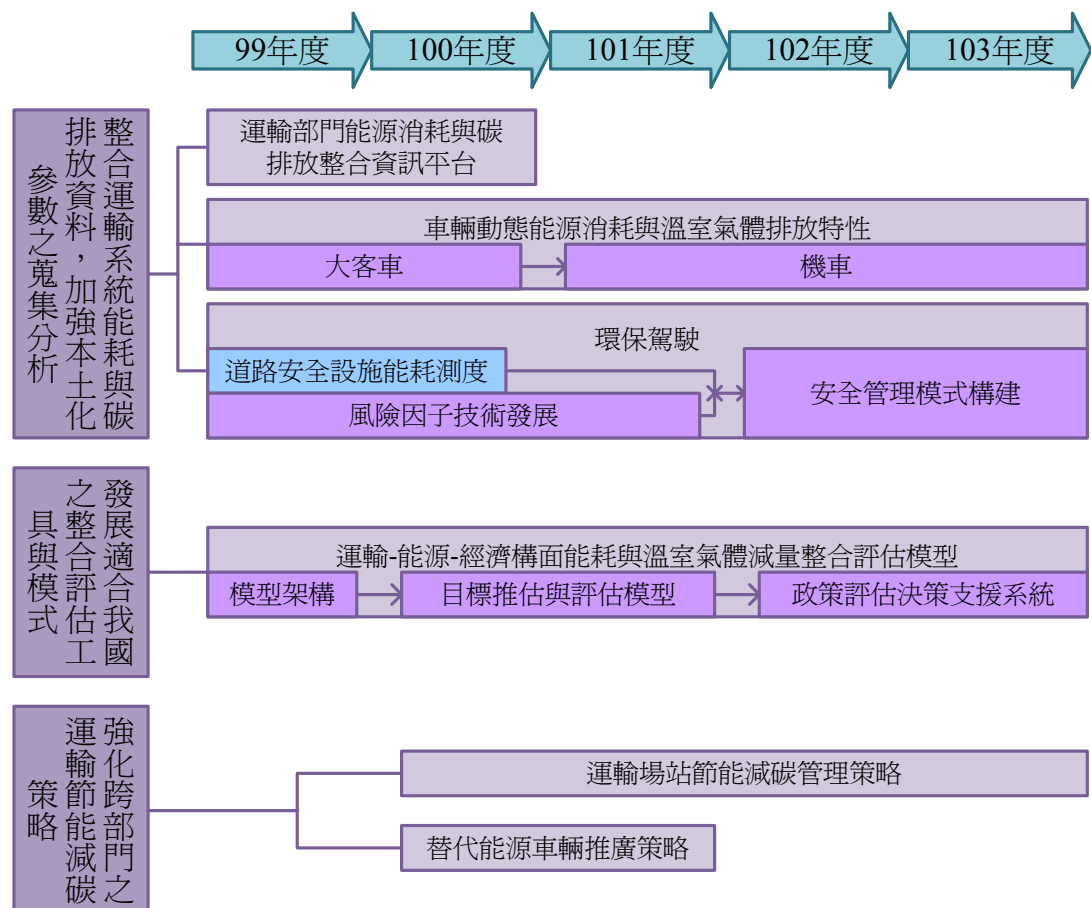 99年度
100年度
101年度
102年度
103年度
整合運輸系統能耗與碳
排放資料，加強本土化
參數之蒐集分析
運輸部門能源消耗與碳
排放整合資訊平台
車輛動態能源消耗與溫室氣體排放特性
大客車
機車
環保駕駛
道路安全設施能耗測度
風險因子技術發展
安全管理模式構建
發展適合我國
之整合評估工
具與模式
運輸-能源-經濟構面能耗與溫室氣體減量整合評估模型
模型架構
目標推估與評估模型
政策評估決策支援系統
強化跨部門之
運輸節能減碳
策略
運輸場站節能減碳管理策略
替代能源車輛推廣策略